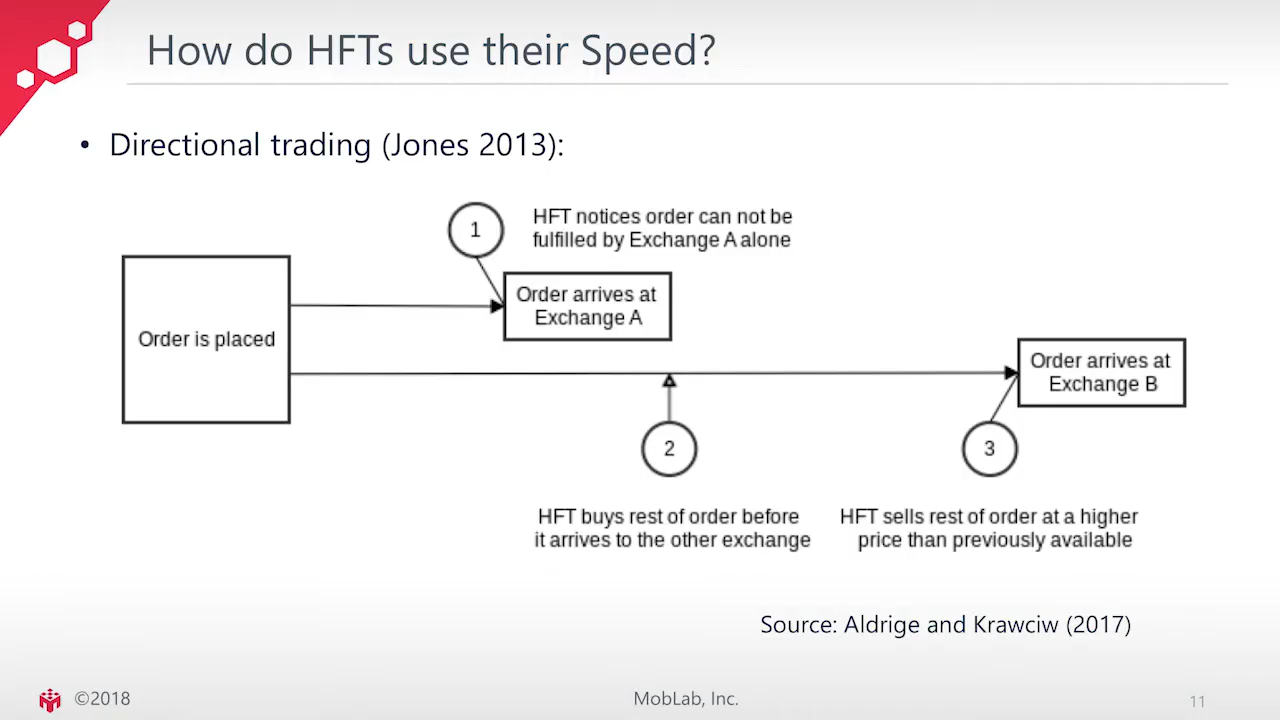 How do HFTs use their Speed?
• Directional trading (Jones 2013):
1
HFT notices order can not be
fulfilled by Exchange A alone
Order is placed
Order arrives at
Exchange A
Order arrives at
Exchange B
2
3
HFT buys rest of order before
it arrives to the other exchange
HFT sells rest of order at a higher
price than previously available
Source: Aldrige and Krawciw (2017)
©2018
MobLab, Inc.
11